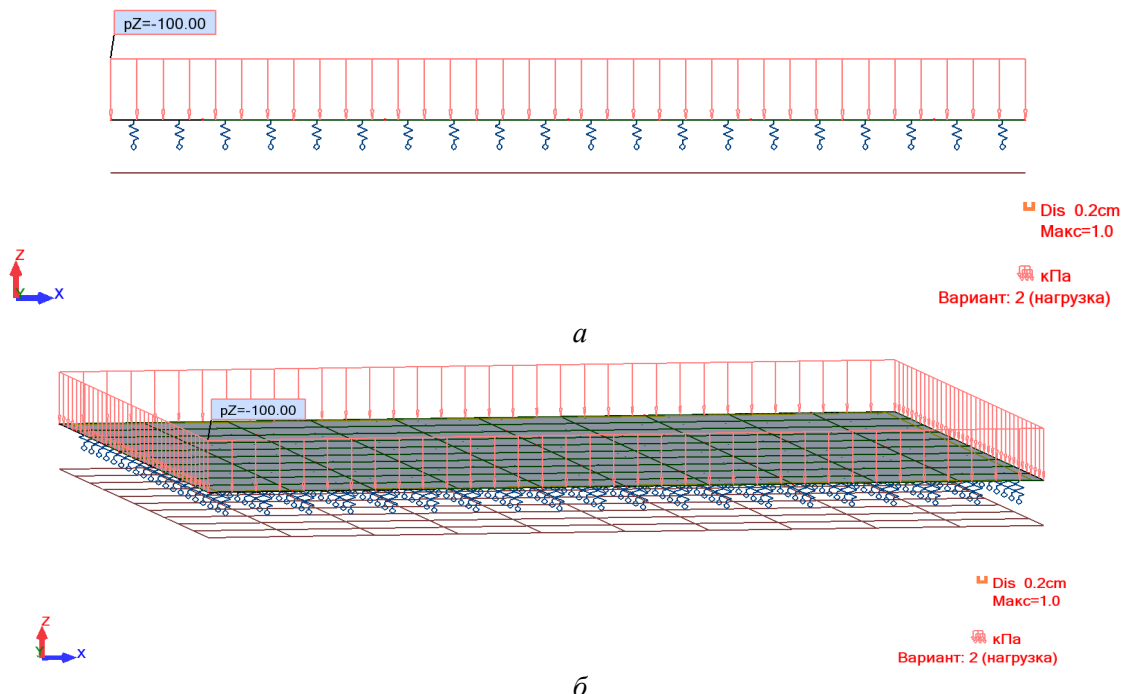 pZ=-100.00
Dis 0.2cm
Макс=1.0
Z
Y
X
кПа
Вариант: 2 (нагрузка)
а
pZ=-100.00
Dis 0.2cm
Макс=1.0
Z
Y
X
кПа
Вариант: 2 (нагрузка)
б